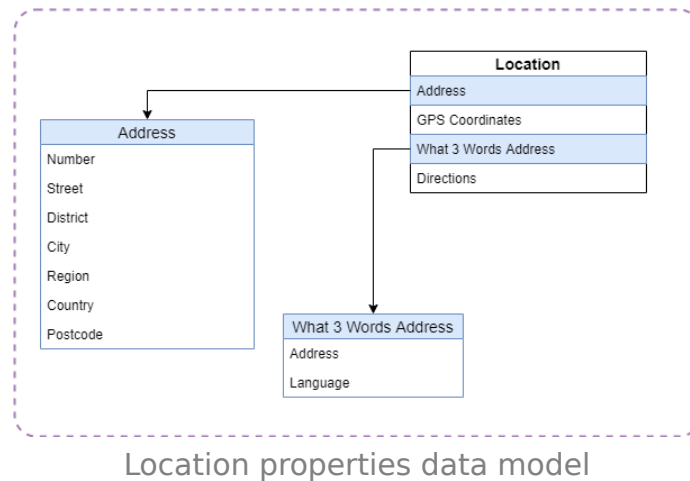 Location
Address
GPS Coordinates
What 3 Words Address
Directions
Address
Number
Street
District
City
Region
Country
Postcode
What 3 Words Address
Address
Language
Location properties data model